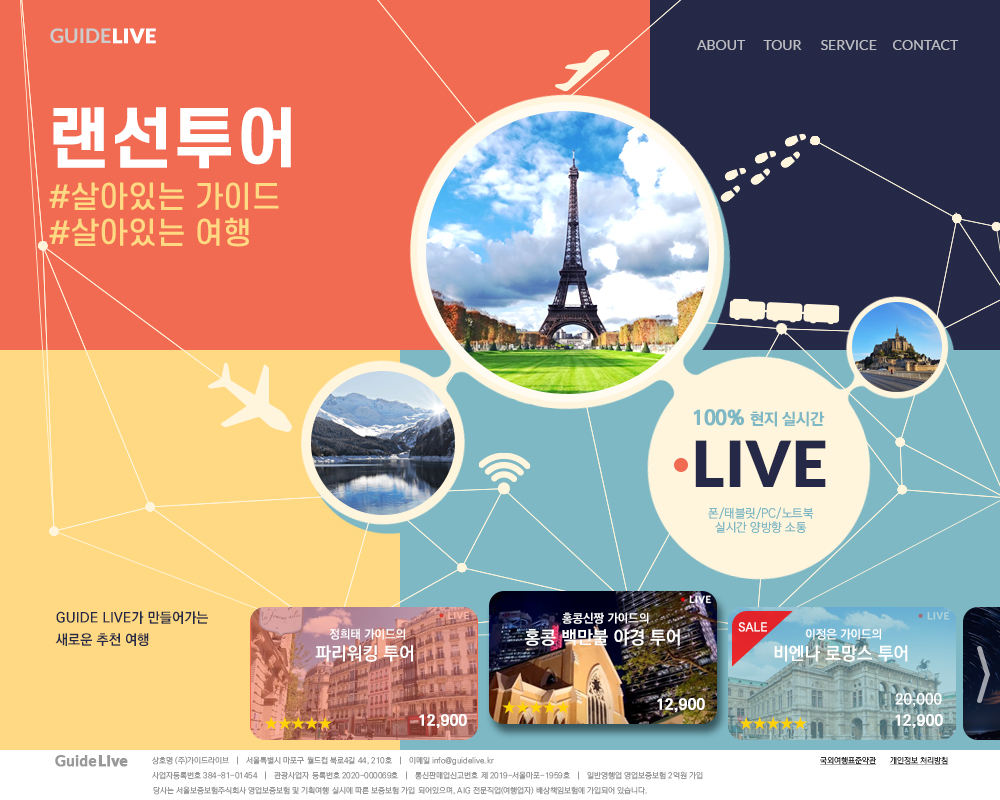 GUIDELIVE
ABOUT TOUR SERVICE CONTACT
랜선투어
#살아있는 가이드
#살아있는 여행
100% 현지 실시간
LIVE
폰/태블릿/PC/노트북
실시간 양방향 소통
GUIDE LIVE가 만들어가는
새로운 추천 여행
LIVE
정희태 가이드의
파리워킹 투어
12,900
LIVE
홍콩신짱 가이드의
홍콩 백만불 야경 투어
12,900
SALE
LIVE
이정은 가이드의
비엔나 로망스 투어
20,000
12,900
GuideLive
상호명 (주)가이드라이브 | 서울특별시 마포구 월드컵 북로4길 44, 210호 | 이메일 info@guidelive.kr
국외여행표준약관 개인정보 처리방침
사업자등록번호 384-81-01454 | 관광사업자 등록번호 2020-000069호 | 통신판매업신고번호 제 2019-서울마포-1959호 | 일반여행업 영업보증보험 2억원 가입
당사는 서울보증보험주식회사 영업보증보험 및 기획여행 실시에 따른 보증보험 가입 되어있으며, AIG 전문직업(여행업자) 배상책임보험에 가입되어 있습니다.